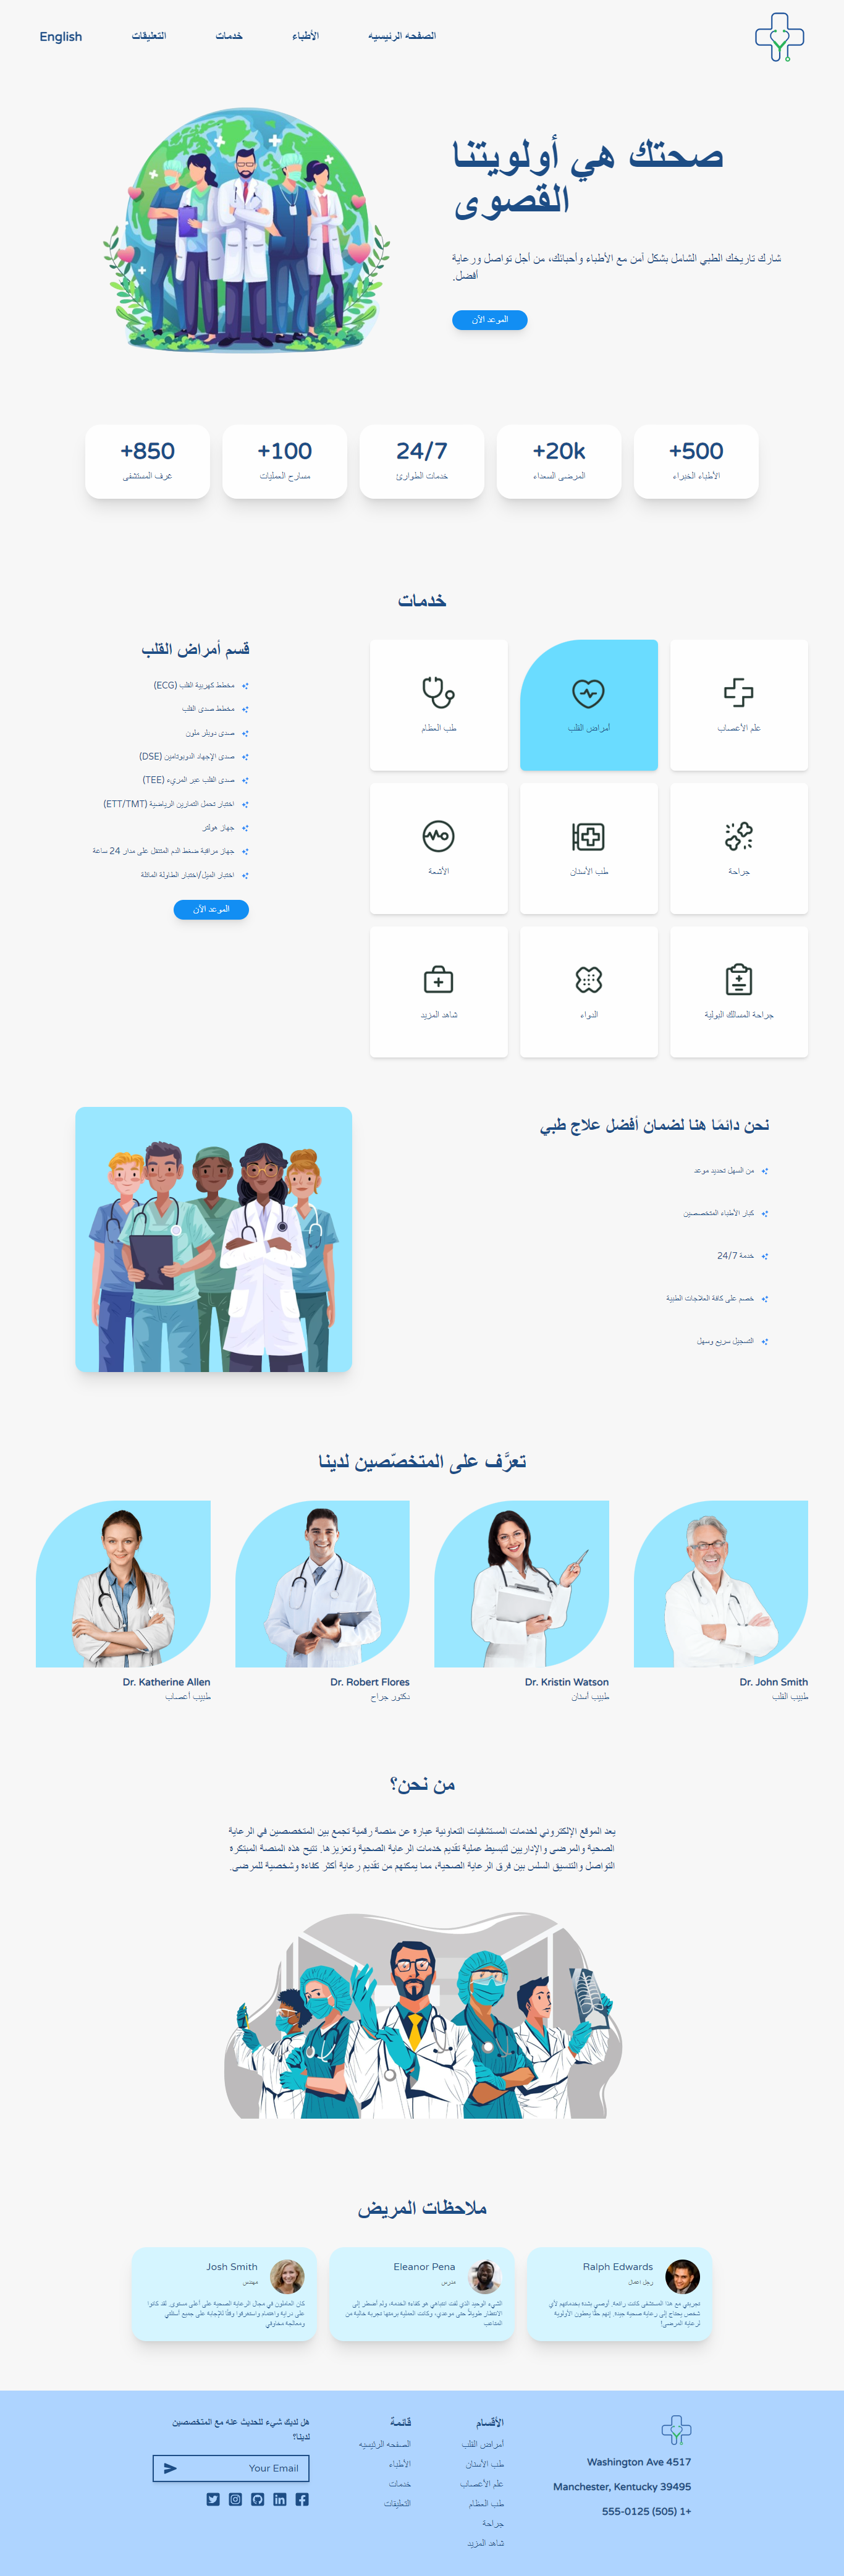 الصفحه الرئيسيه
الأطباء
خدمات
التعليقات
English
صحتك هي أولويتنا
القصوى
شارك تاريخك الطبي الشامل بشكل آمن مع الأطباء وأحبائك، من أجل تواصل ورعاية
أفضل.
الموعد الآن
+500
الأطباء الخبراء
+20k
المرضى السعداء
24/7
خدمات الطوارئ
+100
مسارح العمليات
+850
غرف المستشفى
خدمات
علم الأعصاب
أمراض القلب
طب العظام
جراحة
طب الأسنان
الأشعة
جراحة المسالك البولية
الدواء
شاهد المزيد
قسم أمراض القلب
مخطط كهربية القلب (ECG)
مخطط صدى القلب
صدى دوبلر ملون
صدى الإجهاد الدوبوتامين (DSE)
صدى القلب عبر المريء (TEE)
اختبار تحمل التمارين الرياضية (ETT/TMT)
جهاز هولتر
جهاز مراقبة ضغط الدم المتنقل على مدار 24 ساعة
اختبار الميل/اختبار الطاولة المائلة
الموعد الآن
نحن دائمًا هنا لضمان أفضل علاج طبي
من السهل تحديد موعد
كبار الأطباء المتخصصين
خدمة 24/7
خصم على كافة العلاجات الطبية
التسجيل سريع وسهل
تعرَّف على المتخصّصين لدينا
Dr. John Smith
طبيب القلب
Dr. Kristin Watson
طبيب أسنان
Dr. Robert Flores
دكتور جراح
Dr. Katherine Allen
طبيب أعصاب
من نحن؟
يعد الموقع الإلكتروني لخدمات المستشفيات التعاونية عبارة عن منصة رقمية تجمع بين المتخصصين في الرعاية
الصحية والمرضى والإداريين لتبسيط عملية تقديم خدمات الرعاية الصحية وتعزيزها. تتيح هذه المنصة المبتكرة
التواصل والتنسيق السلس بين فرق الرعاية الصحية، مما يمكنهم من تقديم رعاية أكثر كفاءة وشخصية للمرضى.
ملاحظات المريض
Ralph Edwards
رجل اعمال
تجربتي مع هذا المستشفى كانت رائعة. أوصي بشدة بخدماتهم لأي
شخص يحتاج إلى رعاية صحية جيدة. إنهم حقًا يعطون الأولوية
لرعاية المرضى!
Eleanor Pena
مدرس
الشيء الوحيد الذي لفت انتباهي هو كفاءة الخدمة، ولم أضطر إلى
الانتظار طويلاً حتى موعدي، وكانت العملية برمتها تجربة خالية من
المتاعب
Josh Smith
مهندس
كان العاملون في مجال الرعاية الصحية على أعلى مستوى. لقد كانوا
على دراية واهتمام واستغرقوا وقتًا للإجابة على جميع أسئلتي
ومعالجة مخاوفي
4517 Washington Ave
Manchester, Kentucky 39495
555-0125 (505) 1+
الأقسام
أمراض القلب
طب الأسنان
علم الأعصاب
طب العظام
جراحة
شاهد المزيد
قائمة
الصفحه الرئيسيه
الأطباء
خدمات
التعليقات
هل لديك شيء للتحدث عنه مع المتخصصين
لدينا؟
Your Email